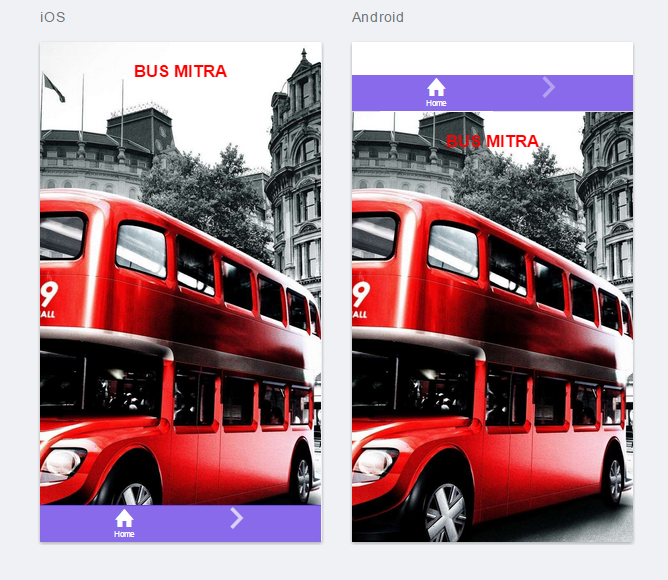 iOS
Android
BUS MITRA
Home
BUS MITRA
Home
9
ALL
9
ALL